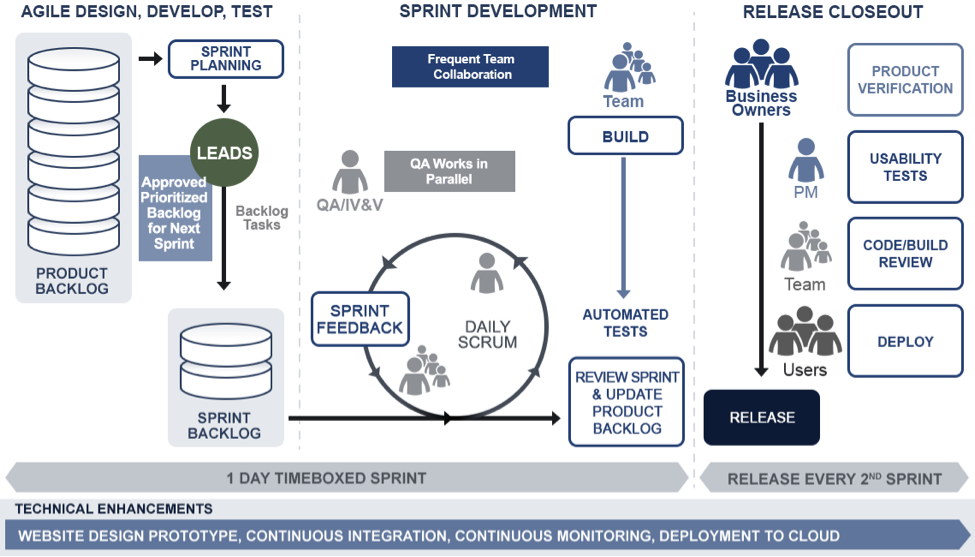 AGILE DESIGN, DEVELOP, TEST
SPRINT
PLANNING
LEADS
Approved
Prioritized
Backlog
for Next
Sprint
Backlog
Tasks
PRODUCT
BACKLOG
SPRINT
BACKLOG
SPRINT DEVELOPMENT
Frequent Team
Collaboration
Team
BUILD
QA Works in
Parallel
QA/IV&V
SPRINT
FEEDBACK
DAILY
SCRUM
AUTOMATED
TESTS
REVIEW SPRINT
& UPDATE
PRODUCT
BACKLOG
RELEASE CLOSEOUT
Business
Owners
PRODUCT
VERIFICATION
PM
USABILITY
TESTS
Team
CODE/BUILD
REVIEW
Users
DEPLOY
RELEASE
1 DAY TIMEBOXED SPRINT
RELEASE EVERY 2ND SPRINT
TECHNICAL ENHANCEMENTS
WEBSITE DESIGN PROTOTYPE, CONTINUOUS INTEGRATION, CONTINUOUS MONITORING, DEPLOYMENT TO CLOUD